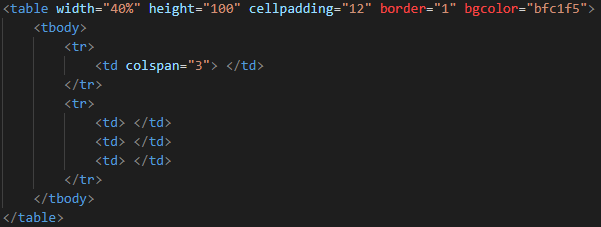 <table width="40%" height="100" cellpadding="12" border="1" bgcolor="bfc1f5">
<tbody>
<tr>
<td colspan="3"> </td>
</tr>
<tr>
<td> </td>
<td> </td>
<td> </td>
</tr>
</tbody>
</table>